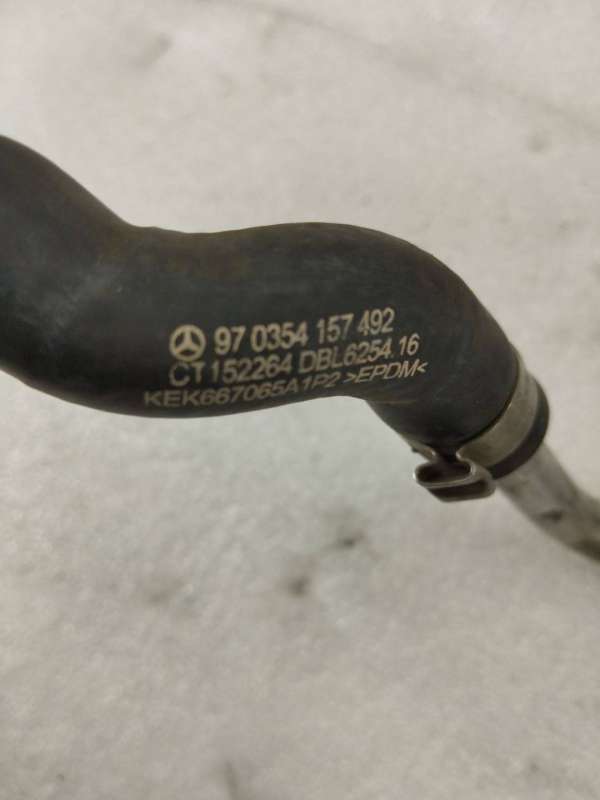 97 0354 157 492
CT 152264 DBL6254.16
KEK667065A1P2 >EPDM<